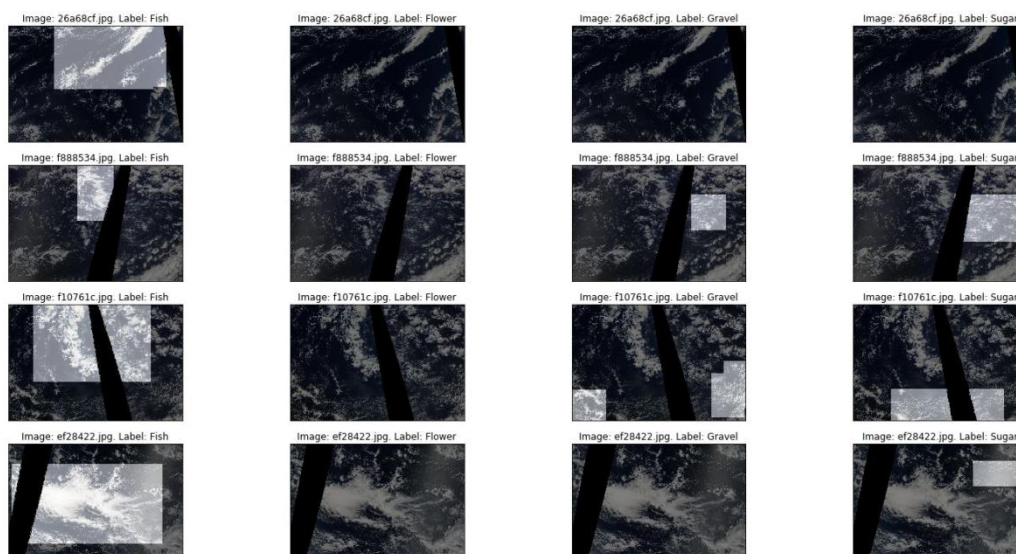 Image: 26a68cf.jpg. Label: Fish
Image: 26a68cf.jpg. Label: Flower
Image: 26a68cf.jpg. Label: Gravel
Image: 26a68cf.jpg. Label: Sugar
Image: f888534.jpg. Label: Fish
Image: f888534.jpg. Label: Flower
Image: f888534.jpg. Label: Gravel
Image: f888534.jpg. Label: Sugar
Image: f10761c.jpg. Label: Fish
Image: f10761c.jpg. Label: Flower
Image: f10761c.jpg. Label: Gravel
Image: f10761c.jpg. Label: Sugar
Image: ef28422.jpg. Label: Fish
Image: ef28422.jpg. Label: Flower
Image: ef28422.jpg. Label: Gravel
Image: ef28422.jpg. Label: Sugar